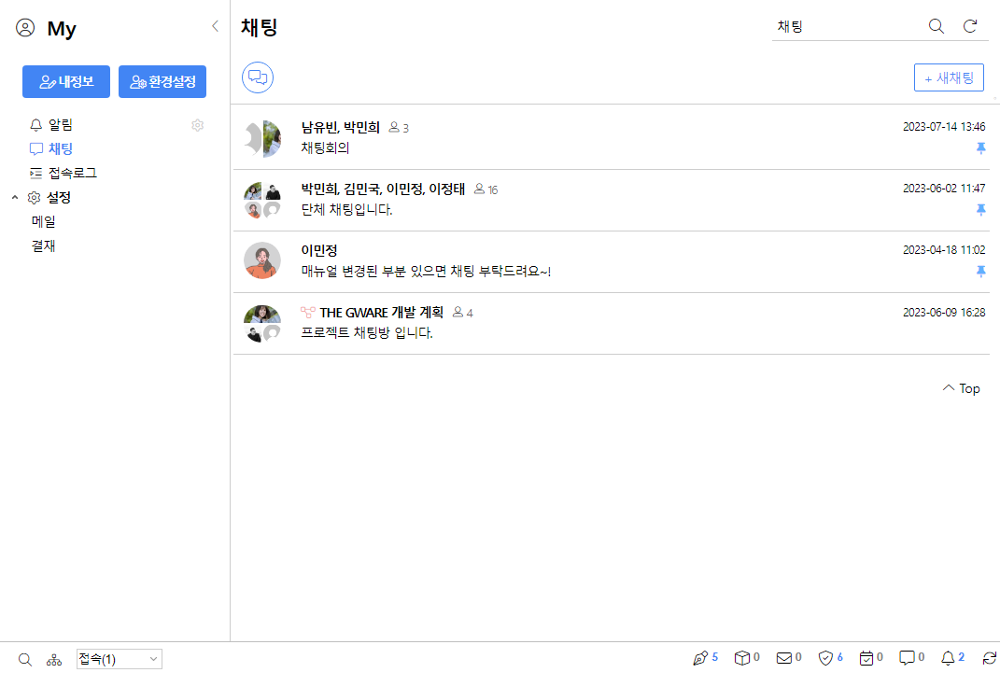 My
내정보
환경설정
알림
채팅
접속로그
설정
메일
결재
채팅
채팅
+ 새채팅
남유빈, 박민희 3
2023-07-14 13:46
채팅회의
박민희, 김민국, 이민정, 이정태 16
2023-06-02 11:47
단체 채팅입니다.
이민정
2023-04-18 11:02
매뉴얼 변경된 부분 있으면 채팅 부탁드려요~!
THE GWARE 개발 계획 4
2023-06-09 16:28
프로젝트 채팅방 입니다.
Top
접속(1)
5 0 0 6 0 0 2